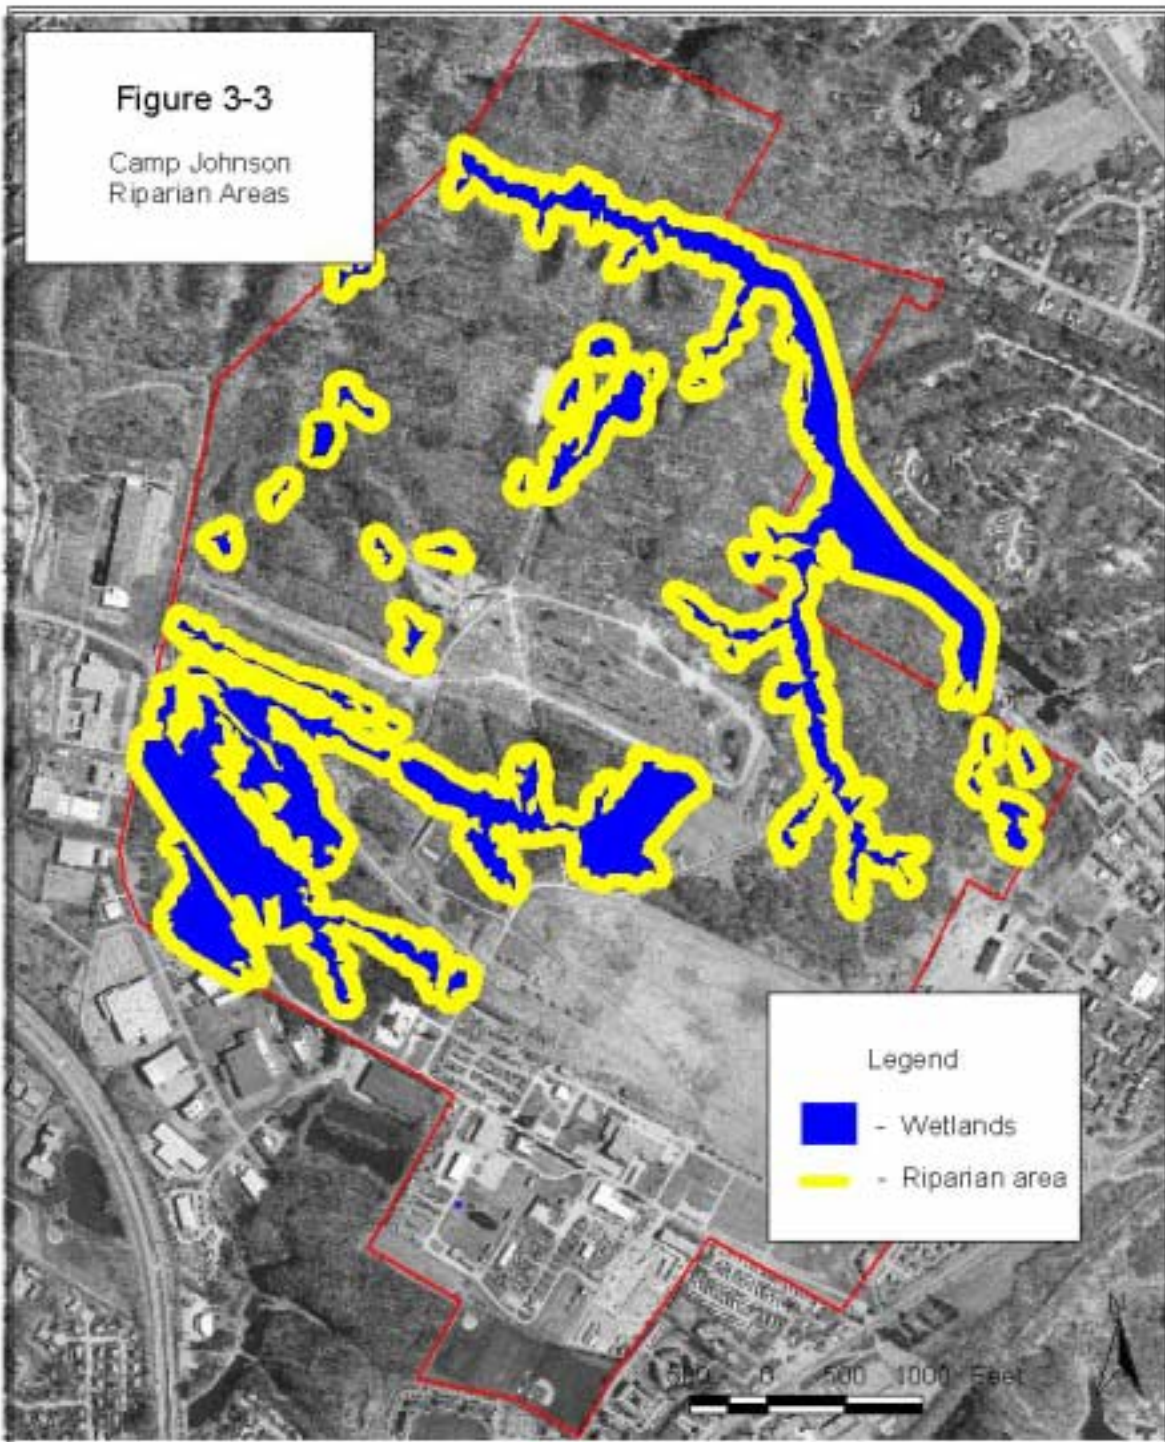 Figure 3-3
Camp Johnson
Riparian Areas
Legend
- Wetlands
- Riparian area
N
500 0 500 1000 Feet